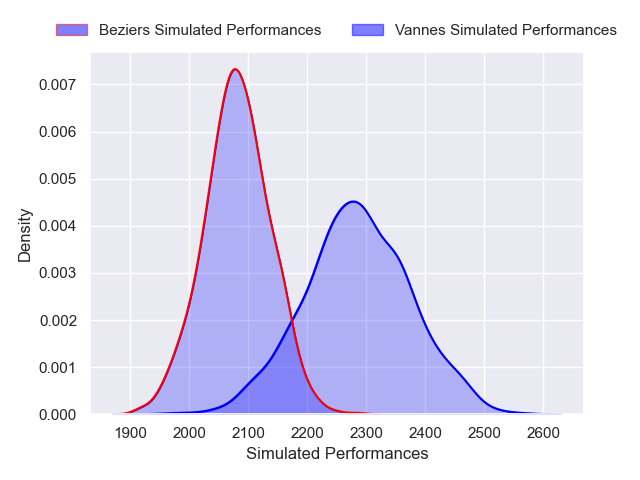 Beziers Simulated Performances
Vannes Simulated Performances
0.007
0.006
0.005
0.004
0.003
0.002
0.001
0.000
Density
1900 2000 2100 2200 2300 2400 2500 2600
Simulated Performances